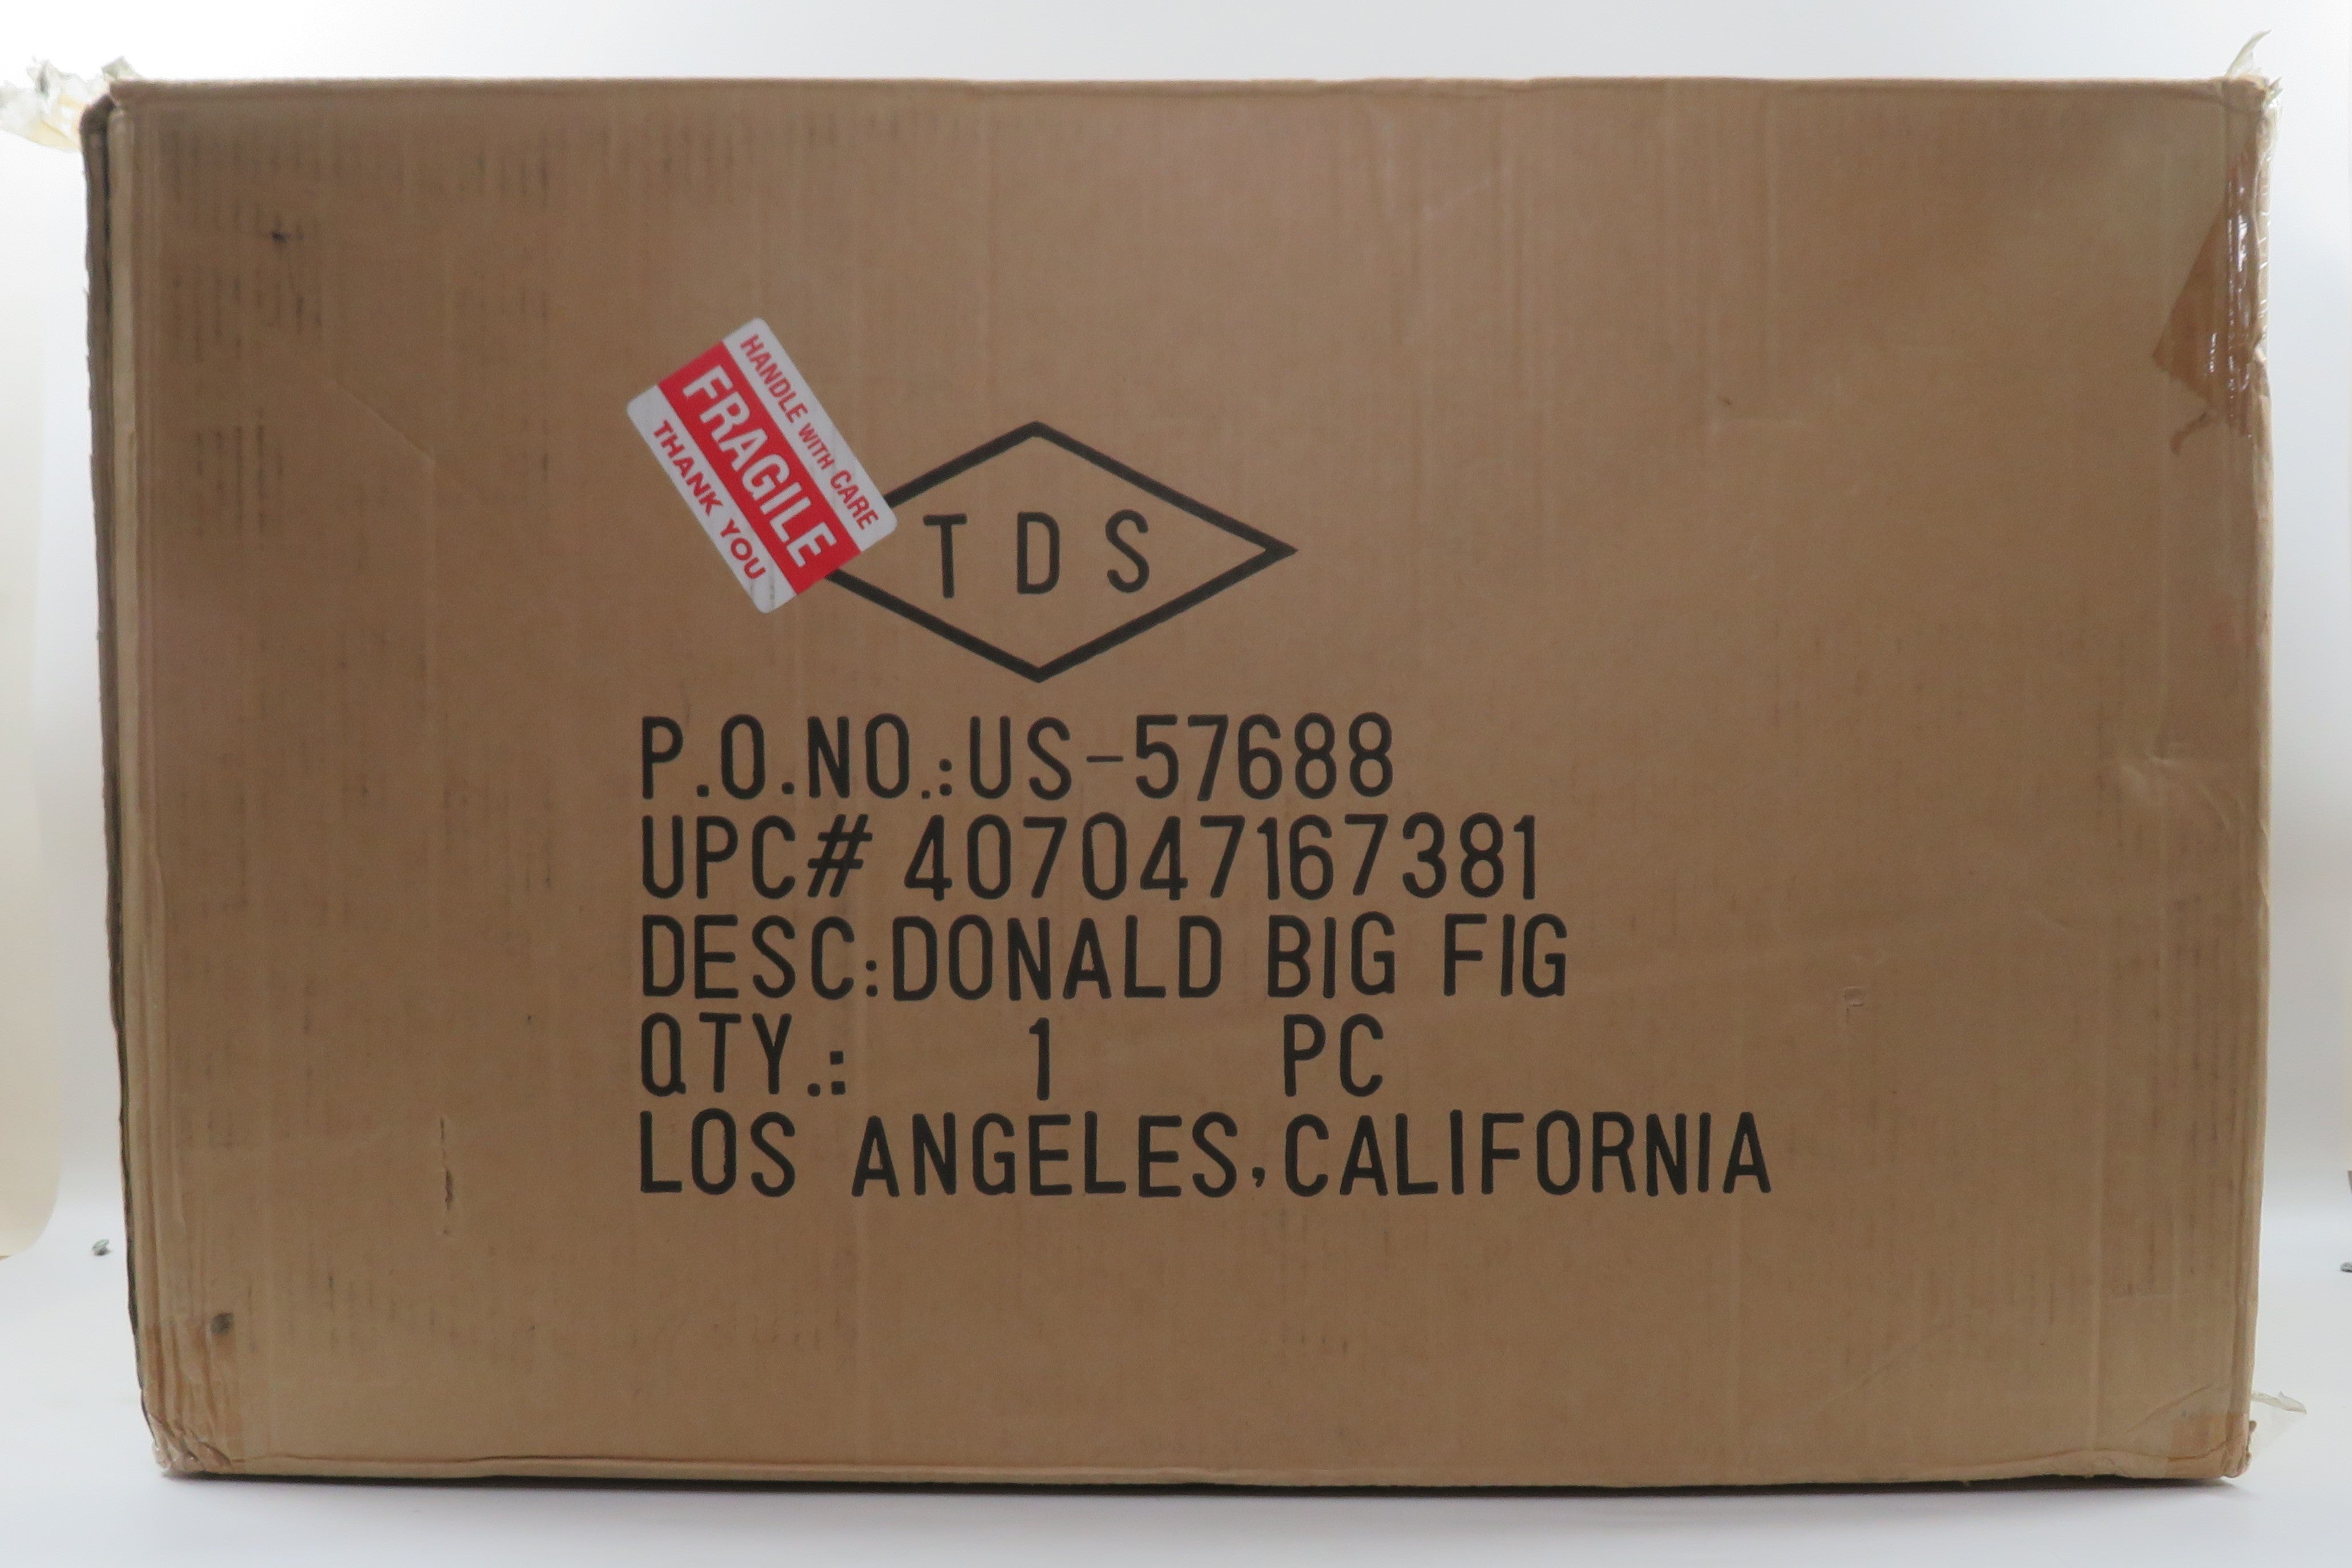 HANDLE WITH CARE
FRAGILE
THANK YOU
TDS
P.O.NO.:US-57688
UPC# 407047167381
DESC:DONALD BIG FIG
QTY.: 1 PC
LOS ANGELES,CALIFORNIA